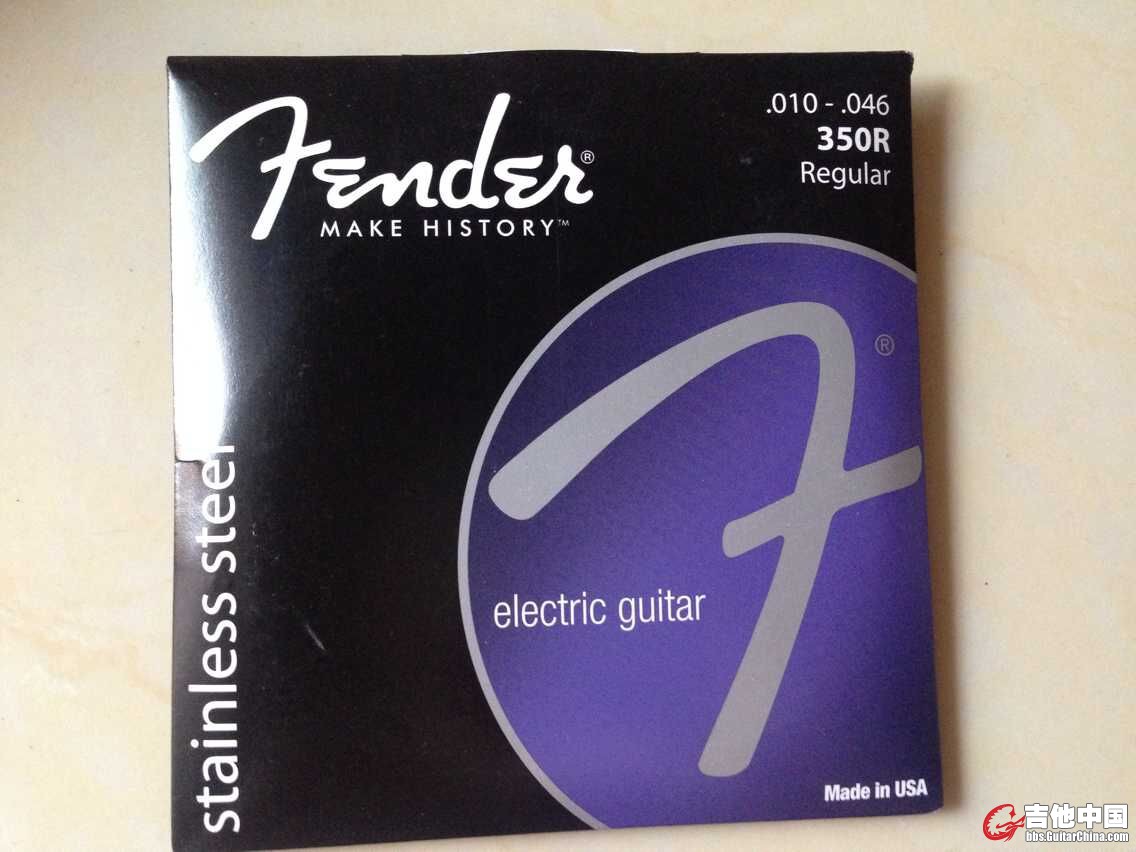 Fender®
MAKE HISTORY™
.010 - .046
350R
Regular
®
electric guitar
stainless steel
Made in USA
吉他中国
bbs.GuitarChina.com